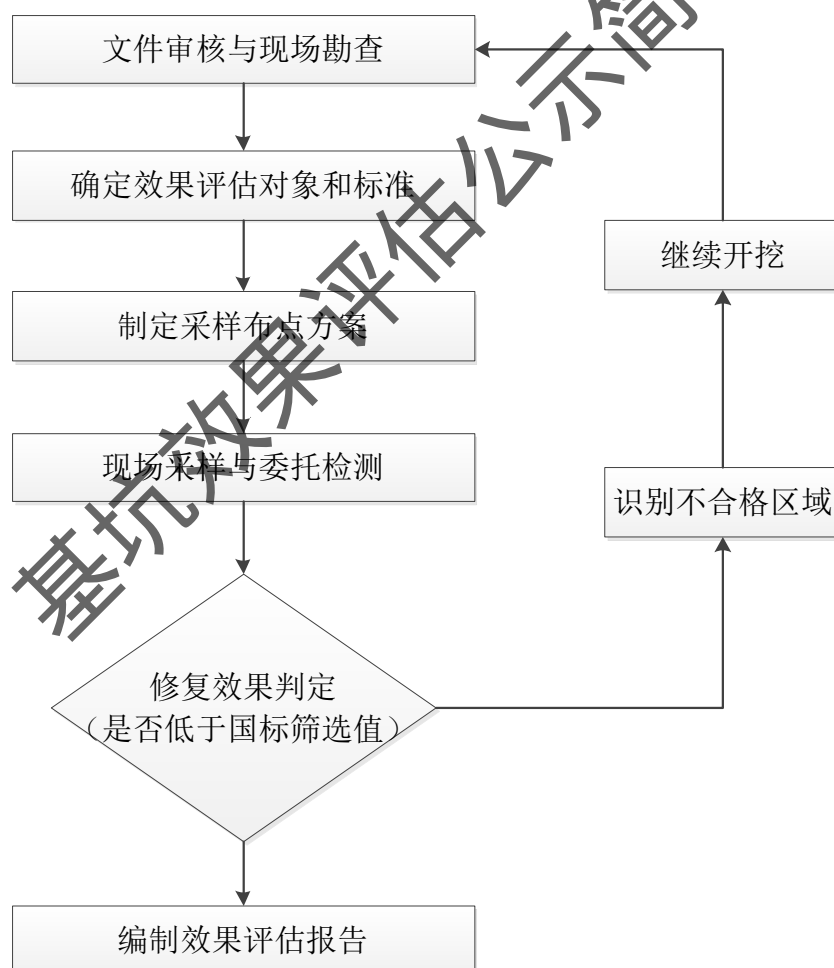 文件审核与现场勘查
确定效果评估对象和标准
制定采样布点方案
现场采样与委托检测
修复效果判定
（是否低于国标筛选值）
编制效果评估报告
继续开挖
识别不合格区域
基坑效果评估公示简